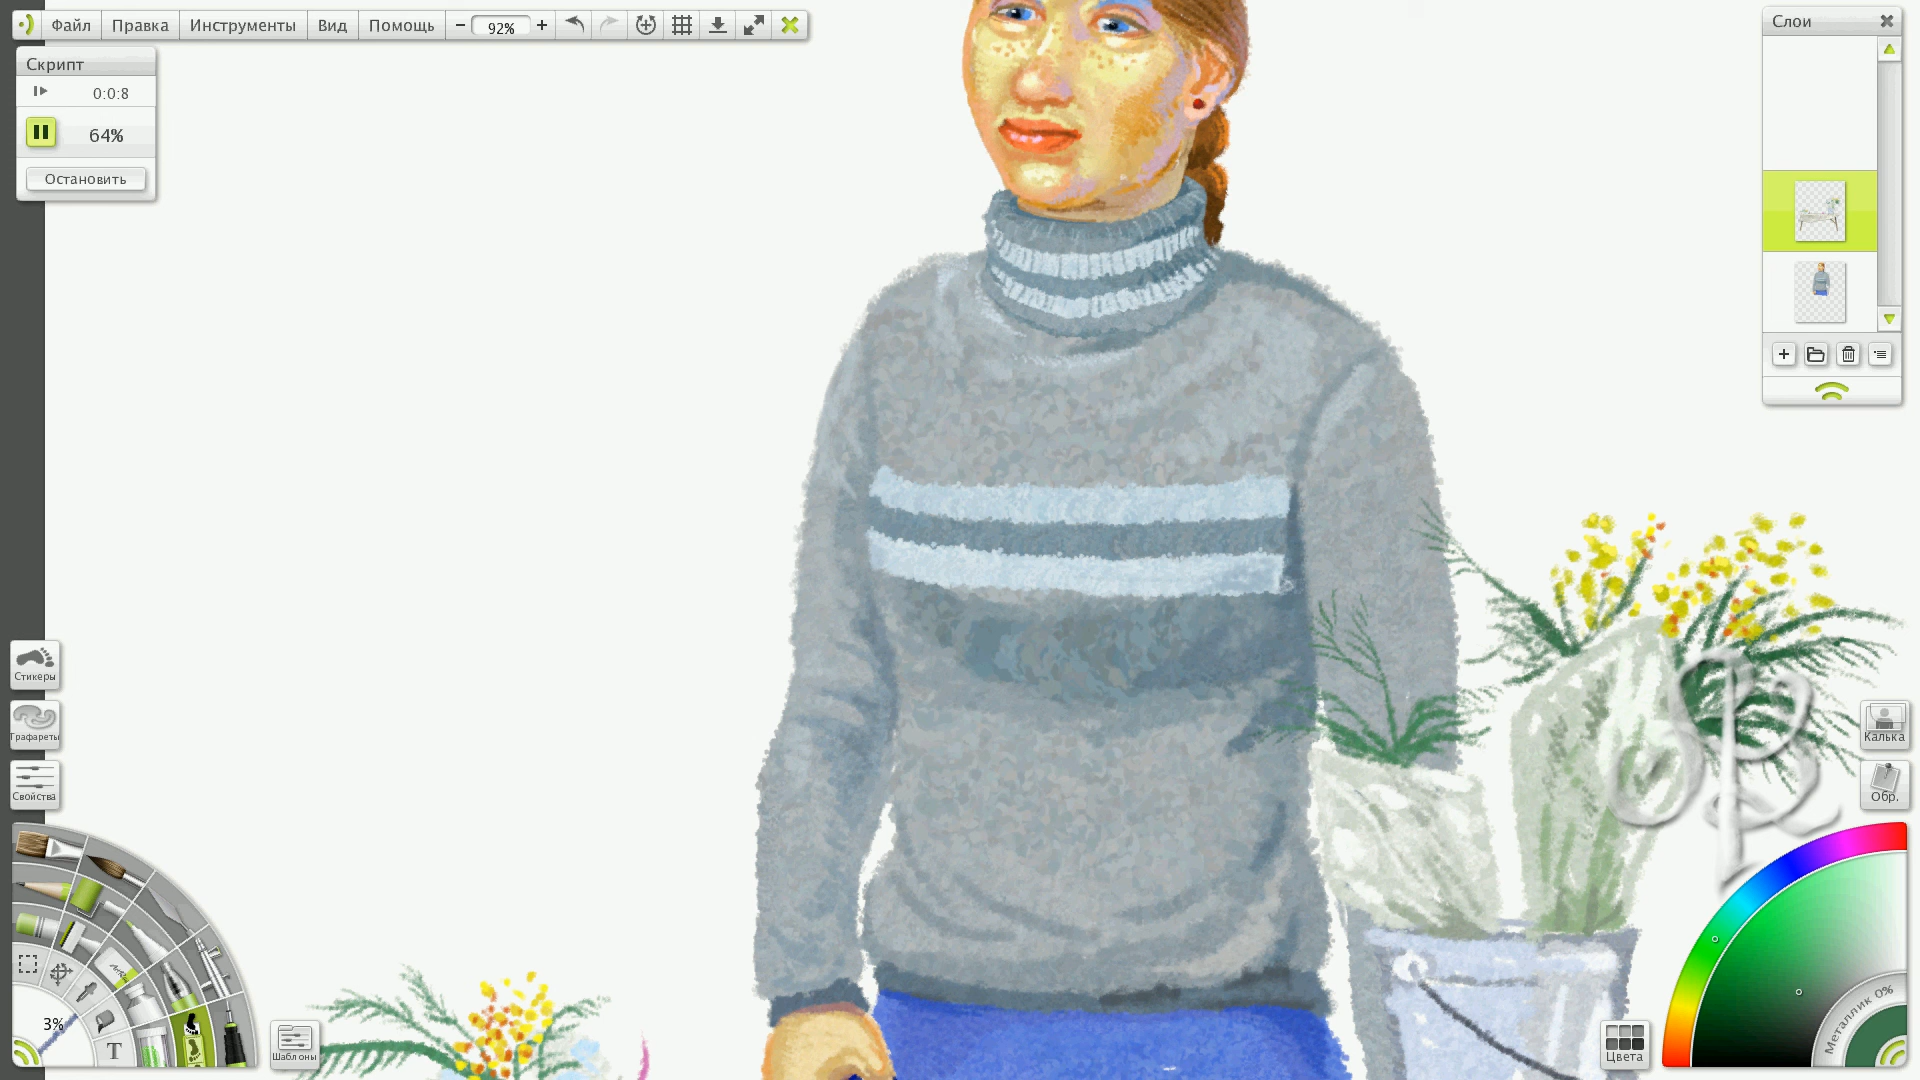 Файл Правка Инструменты Вид Помощь − 92% +
Слои
Скрипт
0:0:8
64%
Остановить
Стикеры
Трафареты
Свойства
Калька
Обр.
3%
T
Шаблоны
Цвета
Металлик 0%